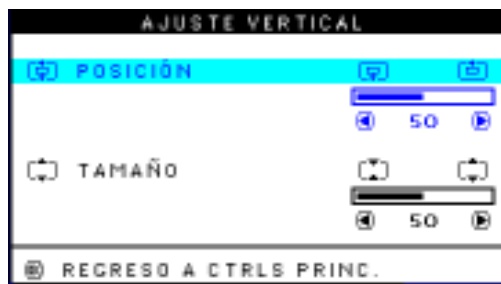 AJUSTE VERTICAL
POSICIÓN
50
TAMAÑO
50
REGRESO A CTRLS PRINC.